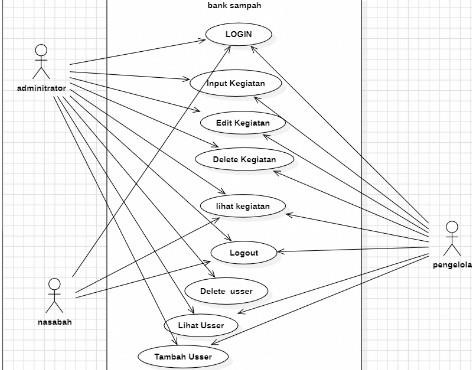 bank sampah
LOGIN
adminitrator
Input Kegiatan
Edit Kegiatan
Delete Kegiatan
lihat kegiatan
Logout
pengelola
Delete usser
nasabah
Lihat Usser
Tambah Usser